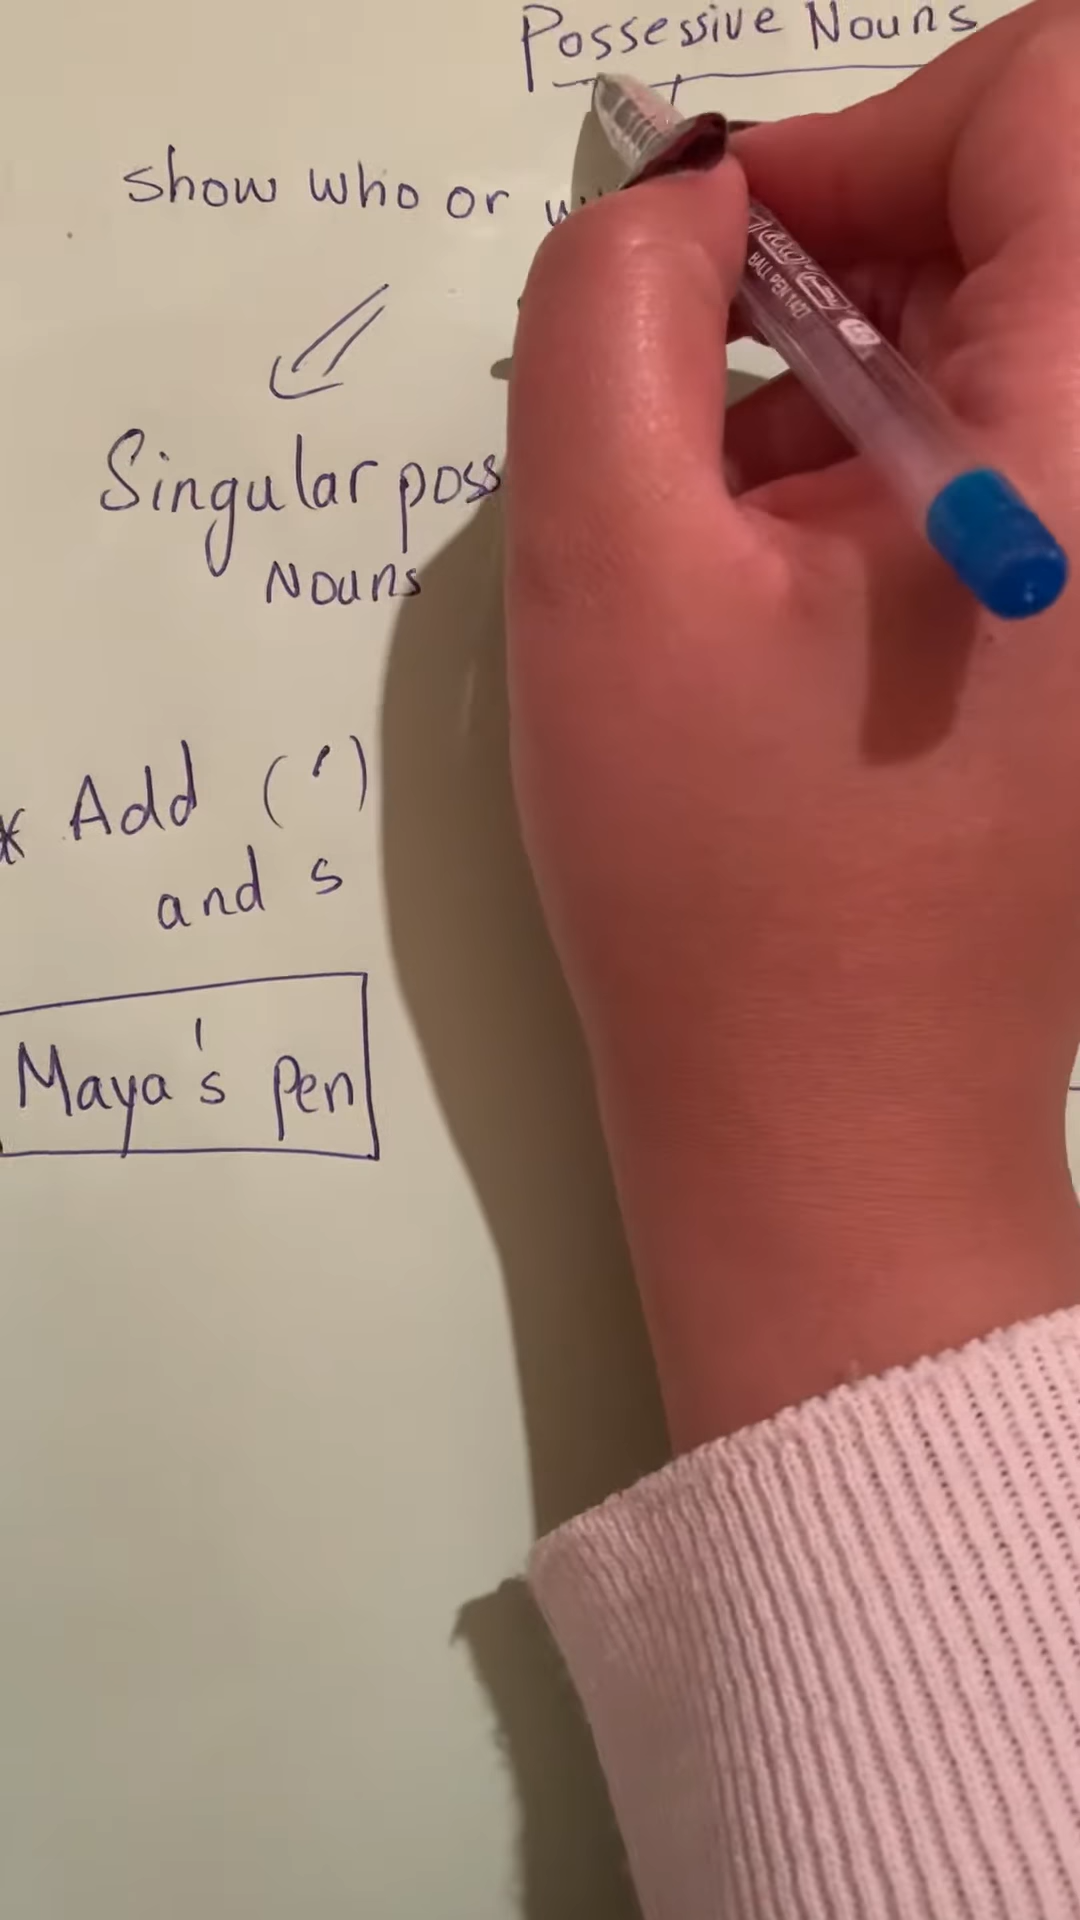 Possessive Nouns
show who or
Singular poss
Nouns
* Add (')
and s
Maya's pen
BALL PEN